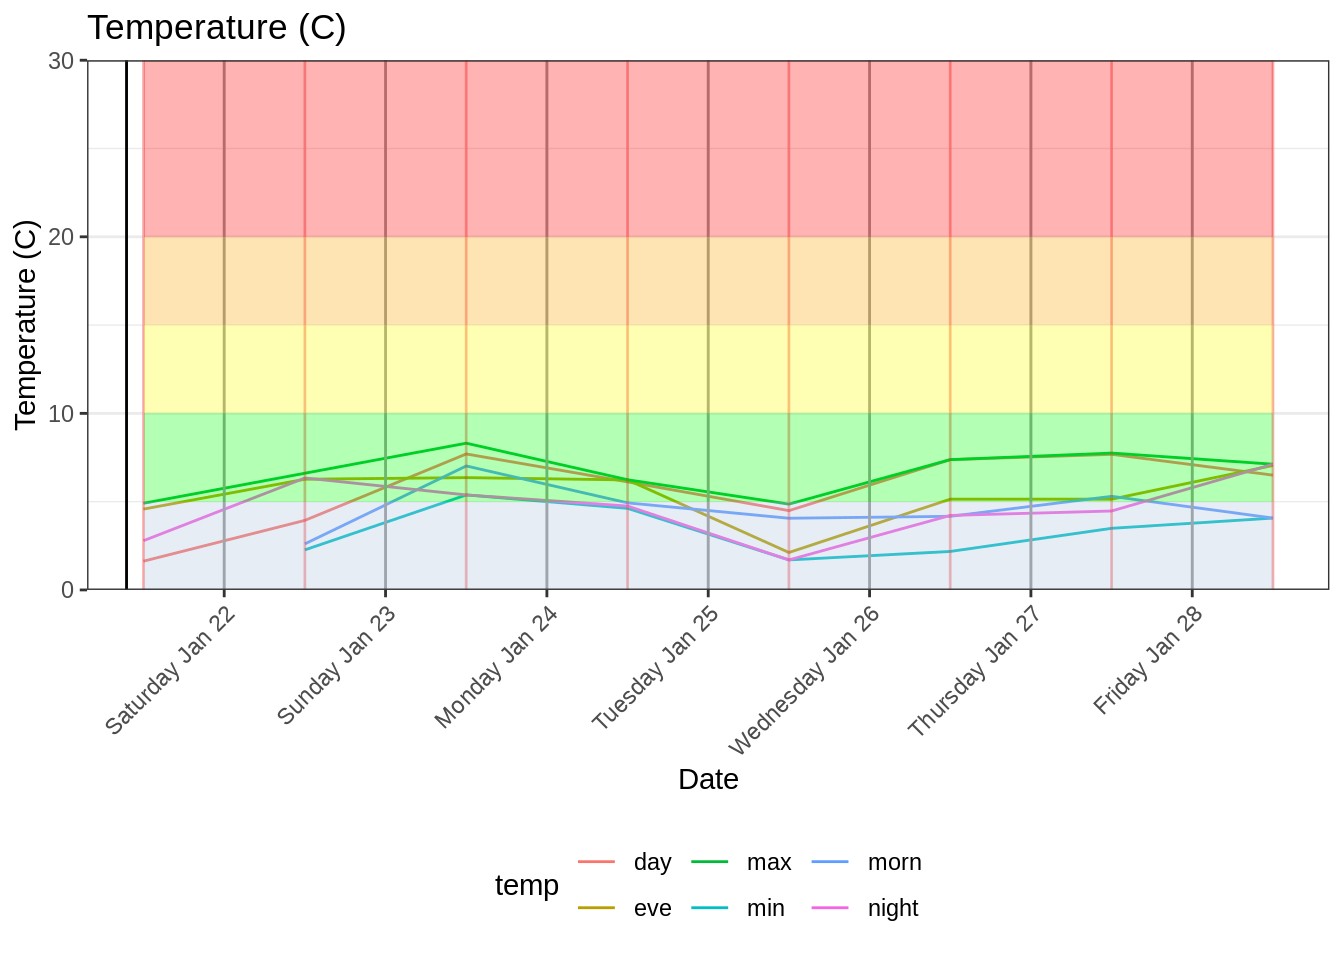 Temperature (C)
30
20
10
0
Temperature (C)
Saturday Jan 22
Sunday Jan 23
Monday Jan 24
Tuesday Jan 25
Wednesday Jan 26
Thursday Jan 27
Friday Jan 28
Date
temp
day
max
morn
eve
min
night